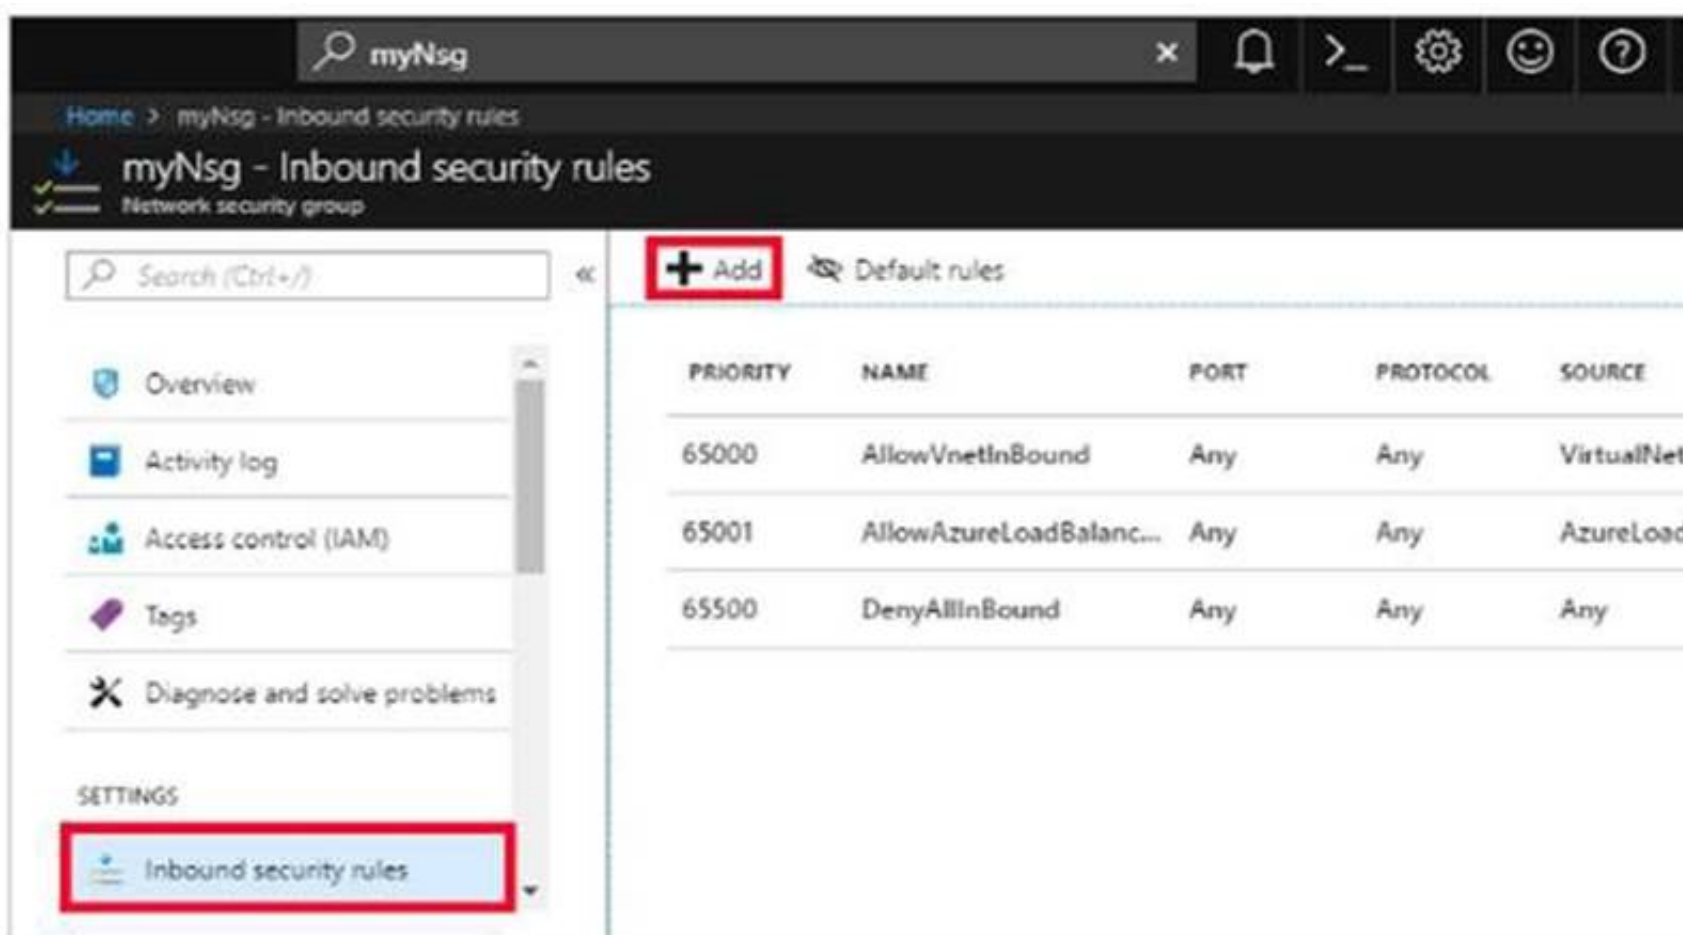 myNsg
Home > myNsg - Inbound security rules
myNsg - Inbound security rules
Network security group
Search (Ctrl+/)
Add
Default rules
Overview
Activity log
Access control (IAM)
Tags
Diagnose and solve problems
SETTINGS
Inbound security rules
PRIORITY NAME PORT PROTOCOL SOURCE
65000 AllowVnetInBound Any Any VirtualNet
65001 AllowAzureLoadBalanc... Any Any AzureLoad
65500 DenyAllInBound Any Any Any